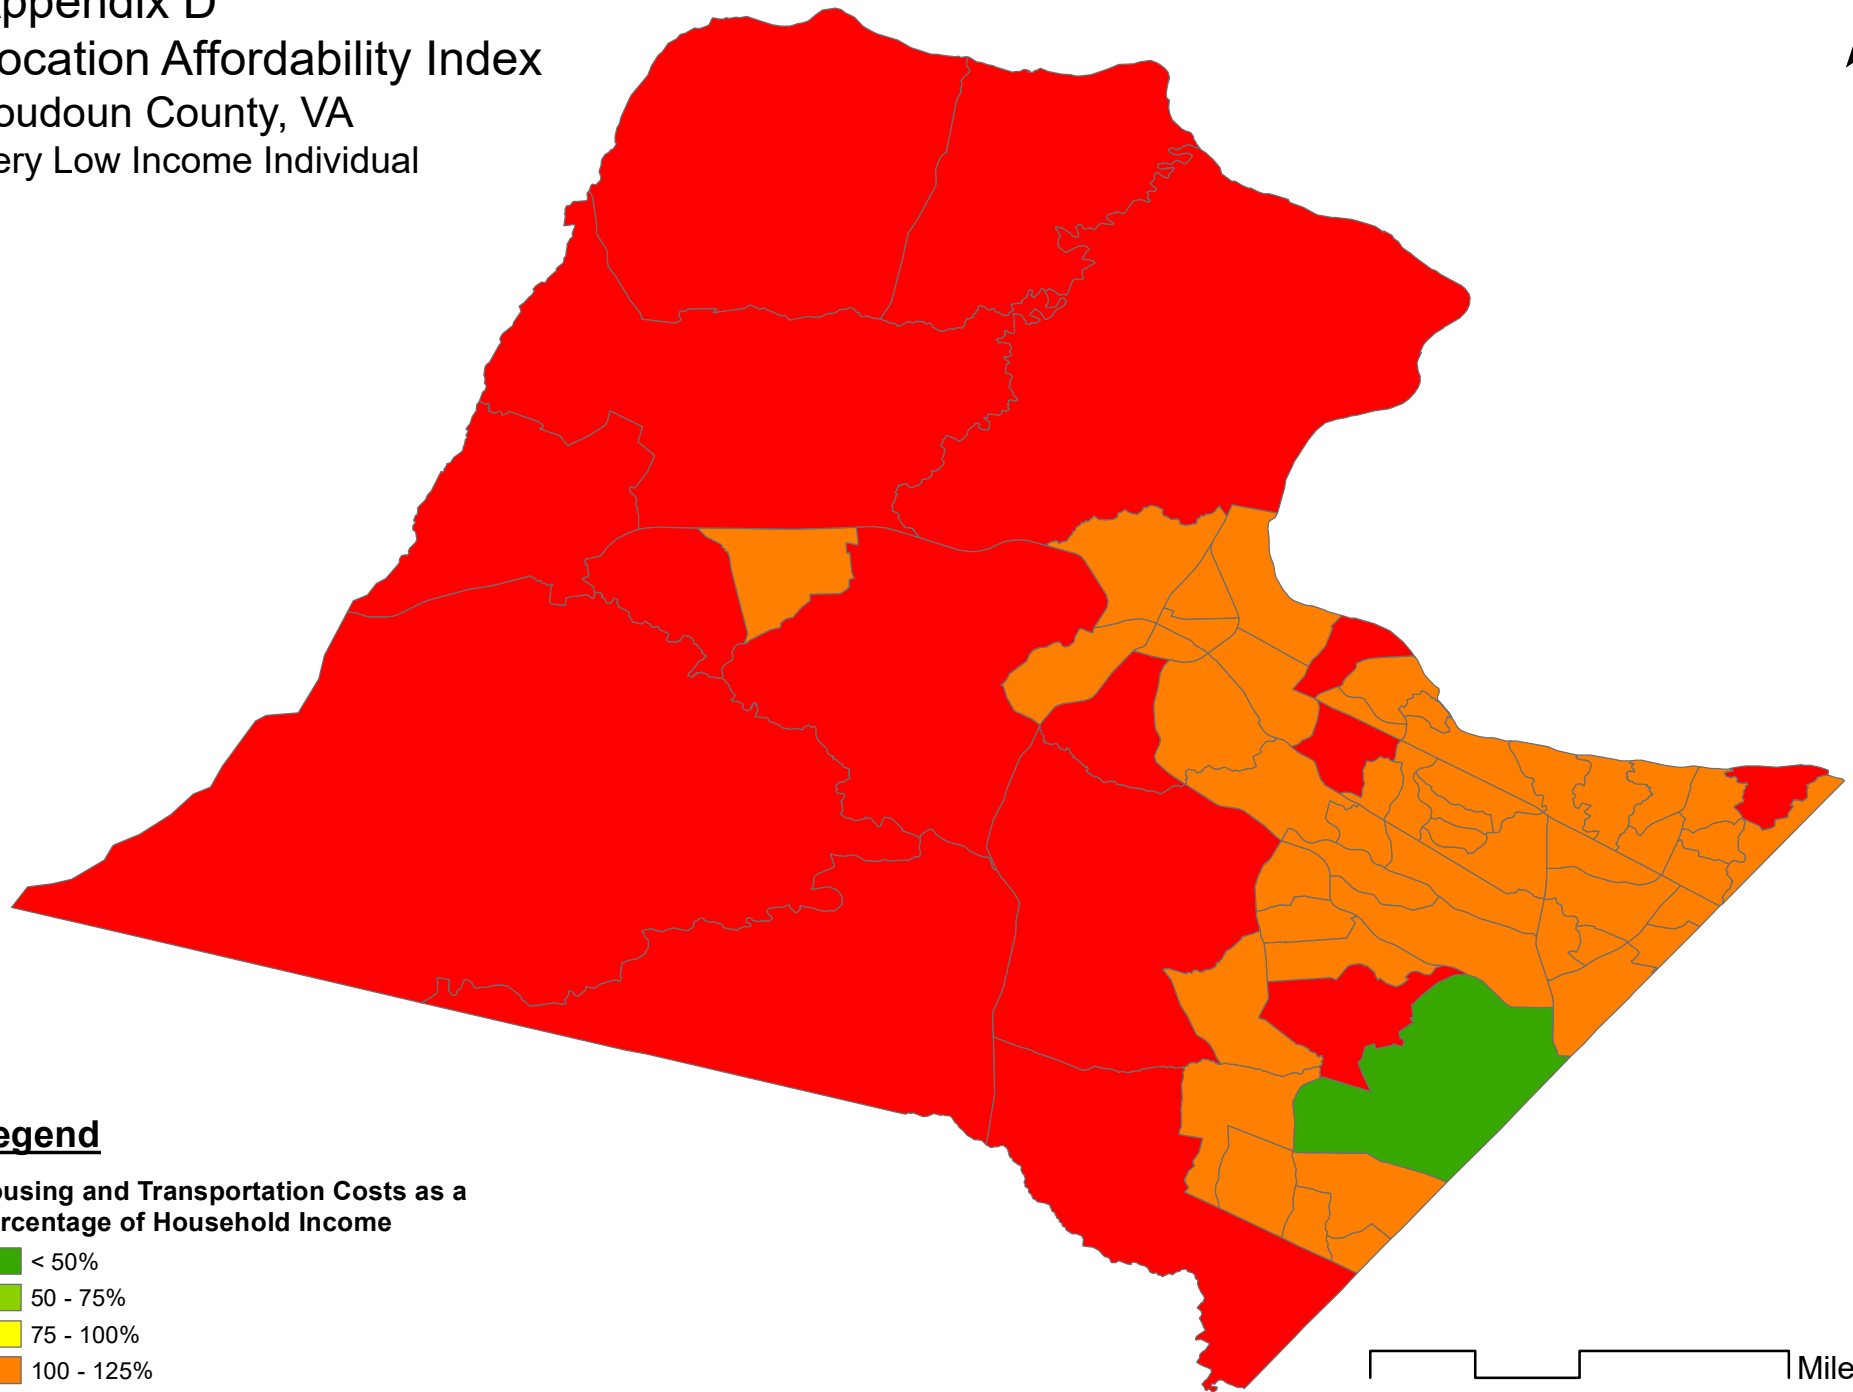 ppendix D
ocation Affordability Index
oudoun County, VA
ery Low Income Individual
egend
ousing and Transportation Costs as a
rcentage of Household Income
< 50%
50 - 75%
75 - 100%
100 - 125%
Mile